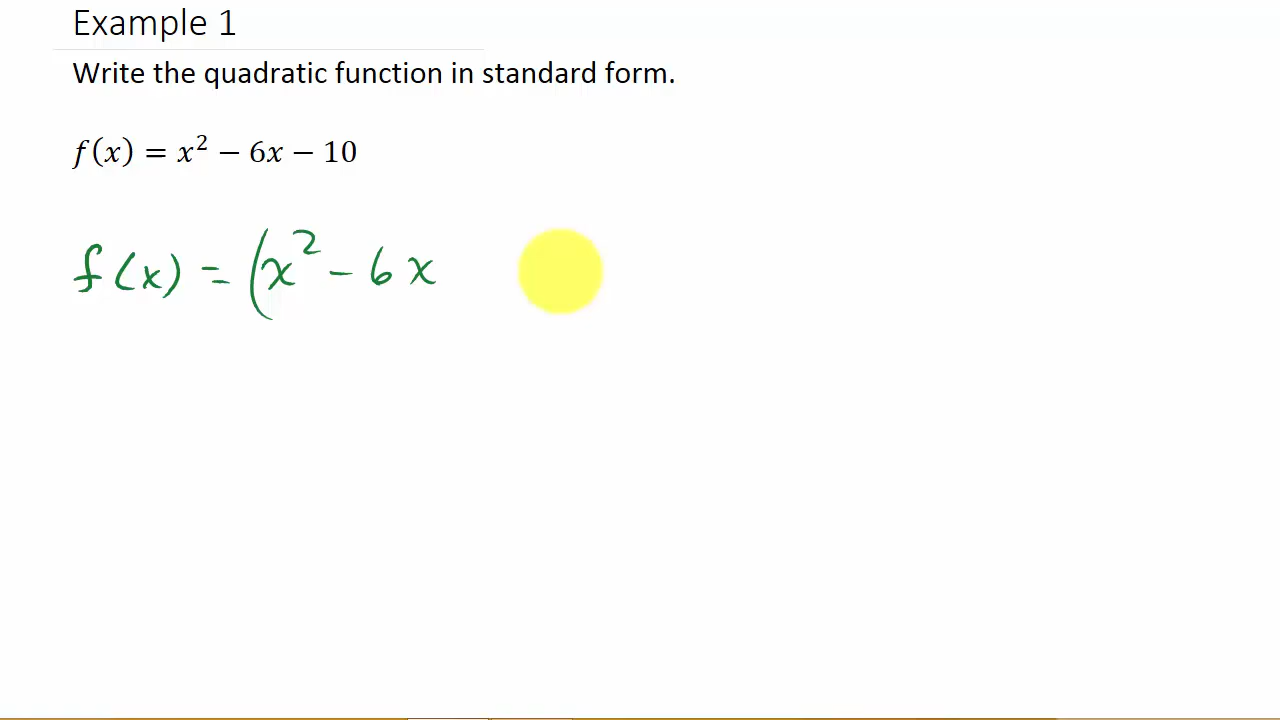 Example 1
Write the quadratic function in standard form.
f(x) = x² − 6x − 10
f(x) = (x² - 6x